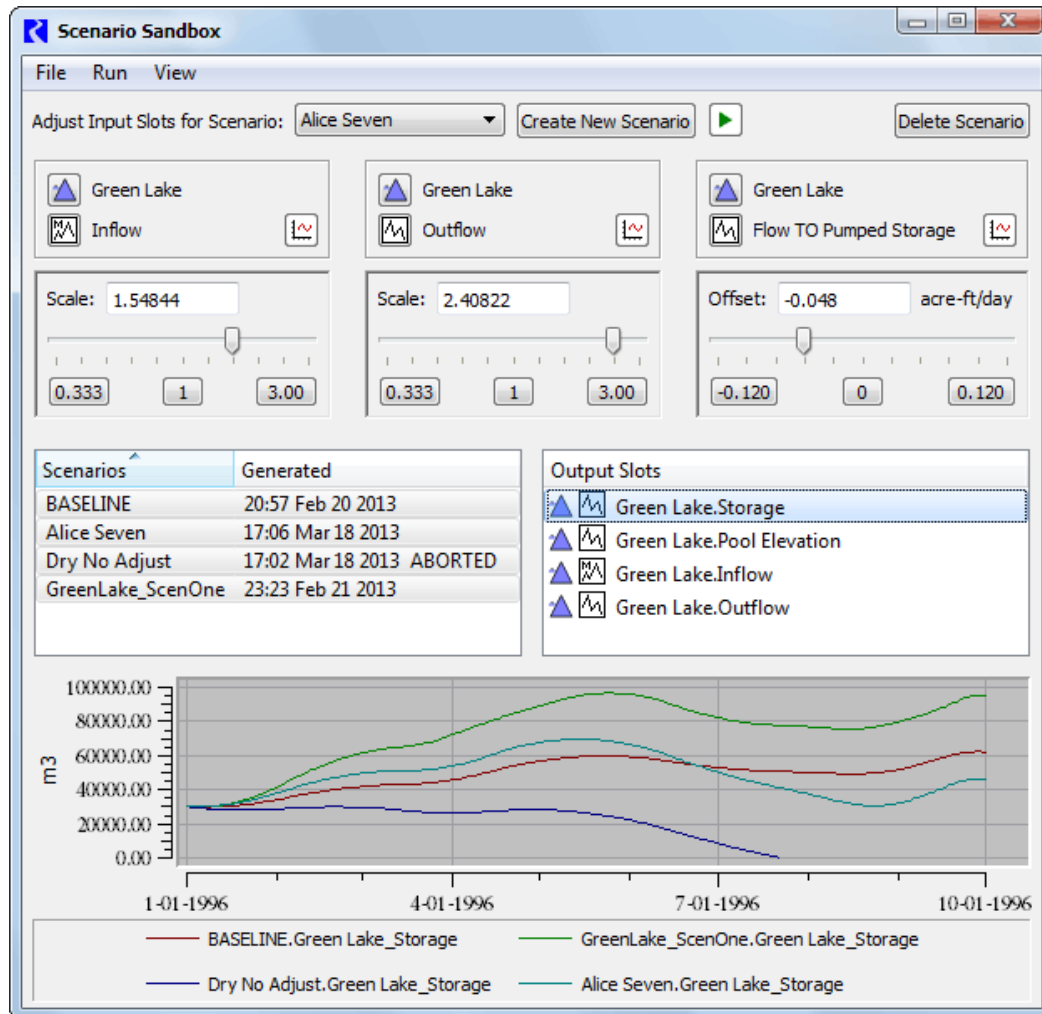 Scenario Sandbox
File Run View
Adjust Input Slots for Scenario: Alice Seven Create New Scenario Delete Scenario
Green Lake Green Lake Green Lake
Inflow Outflow Flow TO Pumped Storage
Scale: 1.54844 Scale: 2.40822 Offset: -0.048 acre-ft/day
0.333 1 3.00 0.333 1 3.00 -0.120 0 0.120
Scenarios Generated Output Slots
BASELINE 20:57 Feb 20 2013 Green Lake.Storage
Alice Seven 17:06 Mar 18 2013 Green Lake.Pool Elevation
Dry No Adjust 17:02 Mar 18 2013 ABORTED Green Lake.Inflow
GreenLake_ScenOne 23:23 Feb 21 2013 Green Lake.Outflow
100000.00
80000.00
60000.00
m3
40000.00
20000.00
0.00
1-01-1996 4-01-1996 7-01-1996 10-01-1996
BASELINE.Green Lake_Storage GreenLake_ScenOne.Green Lake_Storage
Dry No Adjust.Green Lake_Storage Alice Seven.Green Lake_Storage